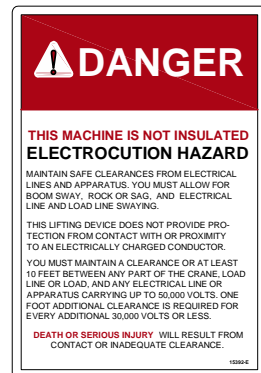 DANGER
THIS MACHINE IS NOT INSULATED
ELECTROCUTION HAZARD
MAINTAIN SAFE CLEARANCES FROM ELECTRICAL
LINES AND APPARATUS. YOU MUST ALLOW FOR
BOOM SWAY, ROCK OR SAG, AND ELECTRICAL
LINE AND LOAD LINE SWAYING.
THIS LIFTING DEVICE DOES NOT PROVIDE PRO-
TECTION FROM CONTACT WITH OR PROXIMITY
TO AN ELECTRICALLY CHARGED CONDUCTOR.
YOU MUST MAINTAIN A CLEARANCE OR AT LEAST
10 FEET BETWEEN ANY PART OF THE CRANE, LOAD
LINE OR LOAD, AND ANY ELECTRICAL LINE OR
APPARATUS CARRYING UP TO 50,000 VOLTS. ONE
FOOT ADDITIONAL CLEARANCE IS REQUIRED FOR
EVERY ADDITIONAL 30,000 VOLTS OR LESS.
DEATH OR SERIOUS INJURY WILL RESULT FROM
CONTACT OR INADEQUATE CLEARANCE.
15392-E